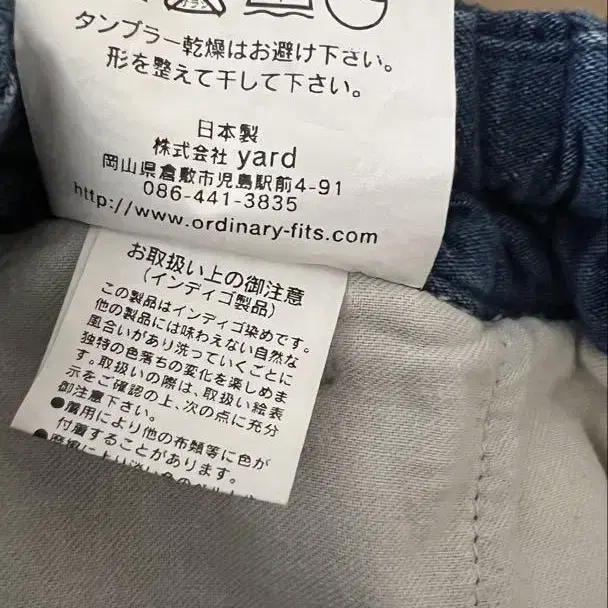 タンブラー乾燥はお避け下さい。
形を整えて干して下さい。
日本製
株式会社 yard
岡山県倉敷市児島駅前4-91
086-441-3835
http://www.ordinary-fits.com
お取扱い上の御注意
(インディゴ製品)
この製品はインディゴ染めです。
他の製品には味わえない自然な
風合いがあり洗っていくごとに
独特の色落ちの変化を楽しめま
す。取扱いの際は、取扱い絵表
示をご確認の上、次の点に充分
御注意下さい。
●着用により他の布類等に色が
付着することがあります。